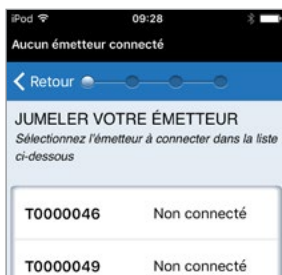 iPod 09:28
Aucun émetteur connecté
Retour
JUMELER VOTRE ÉMETTEUR
Sélectionnez l'émetteur à connecter dans la liste
ci-dessous
T0000046 Non connecté
T0000049 Non connecté